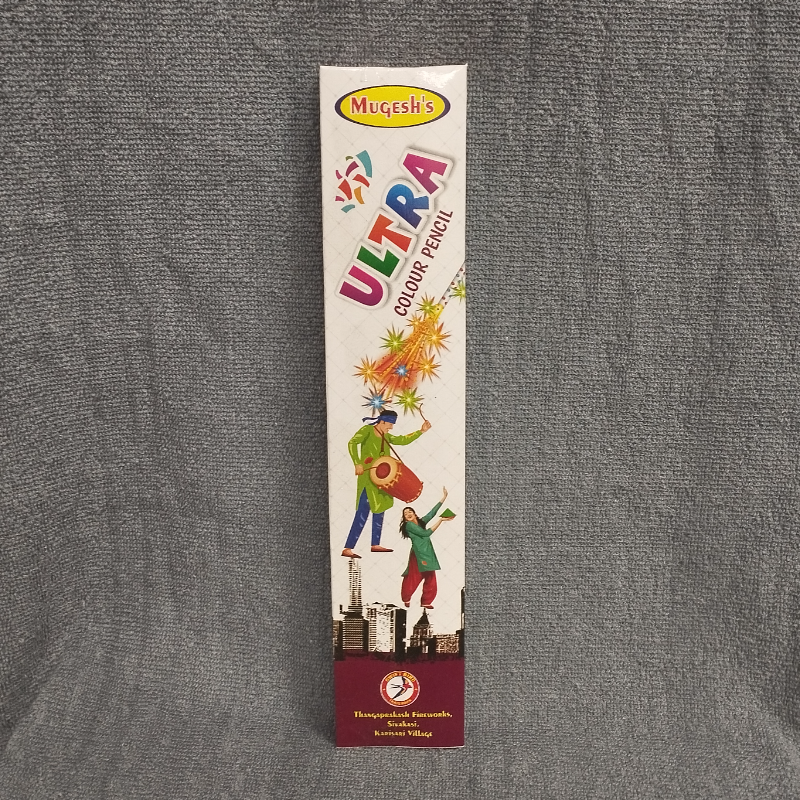 Mugesh's
ULTRA
COLOUR PENCIL
Thangaprakash Fireworks,
Sivakasi.
Kanisari Village